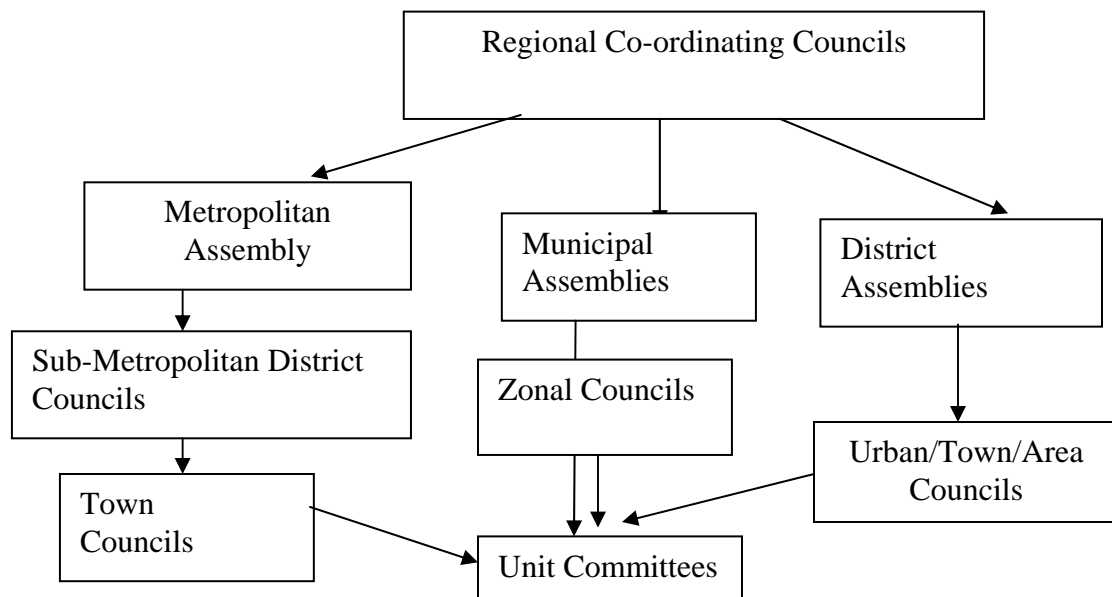 Regional Co-ordinating Councils
Metropolitan
Assembly
Municipal
Assemblies
District
Assemblies
Sub-Metropolitan District
Councils
Zonal Councils
Urban/Town/Area
Councils
Town
Councils
Unit Committees